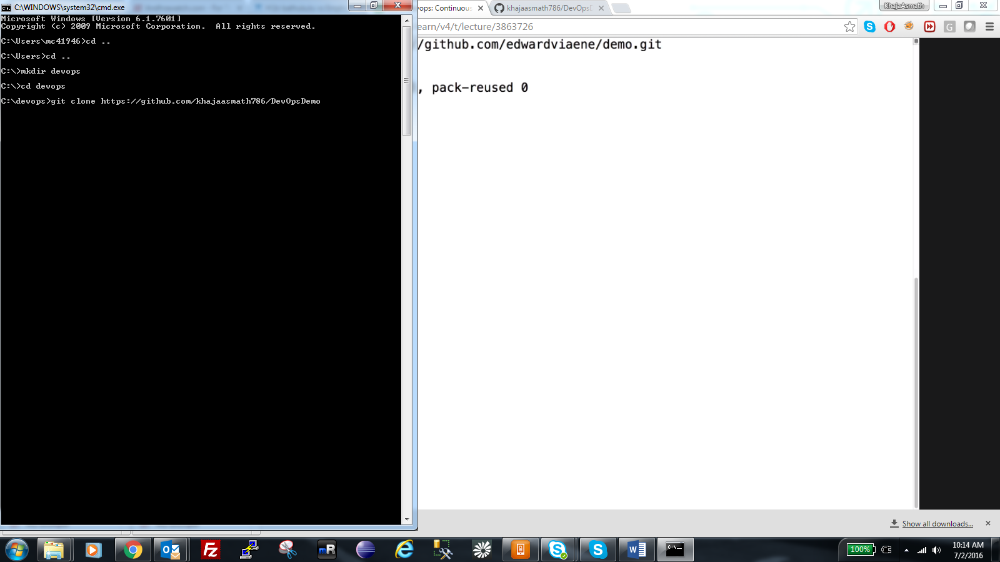 C:\WINDOWS\system32\cmd.exe
Microsoft Windows [Version 6.1.7601]
Copyright (c) 2009 Microsoft Corporation.  All rights reserved.
C:\Users\mc41946>cd ..
C:\Users>cd ..
C:\>mkdir devops
C:\>cd devops
C:\devops>git clone https://github.com/khajaasmath786/DevOpsDemo
vops: Continuous
khajaasmath786/DevOpsD
KhajaAsmath
earn/v4/t/lecture/3863726
/github.com/edwardviaene/demo.git
, pack-reused 0
Show all downloads...
100%
10:14 AM
7/2/2016